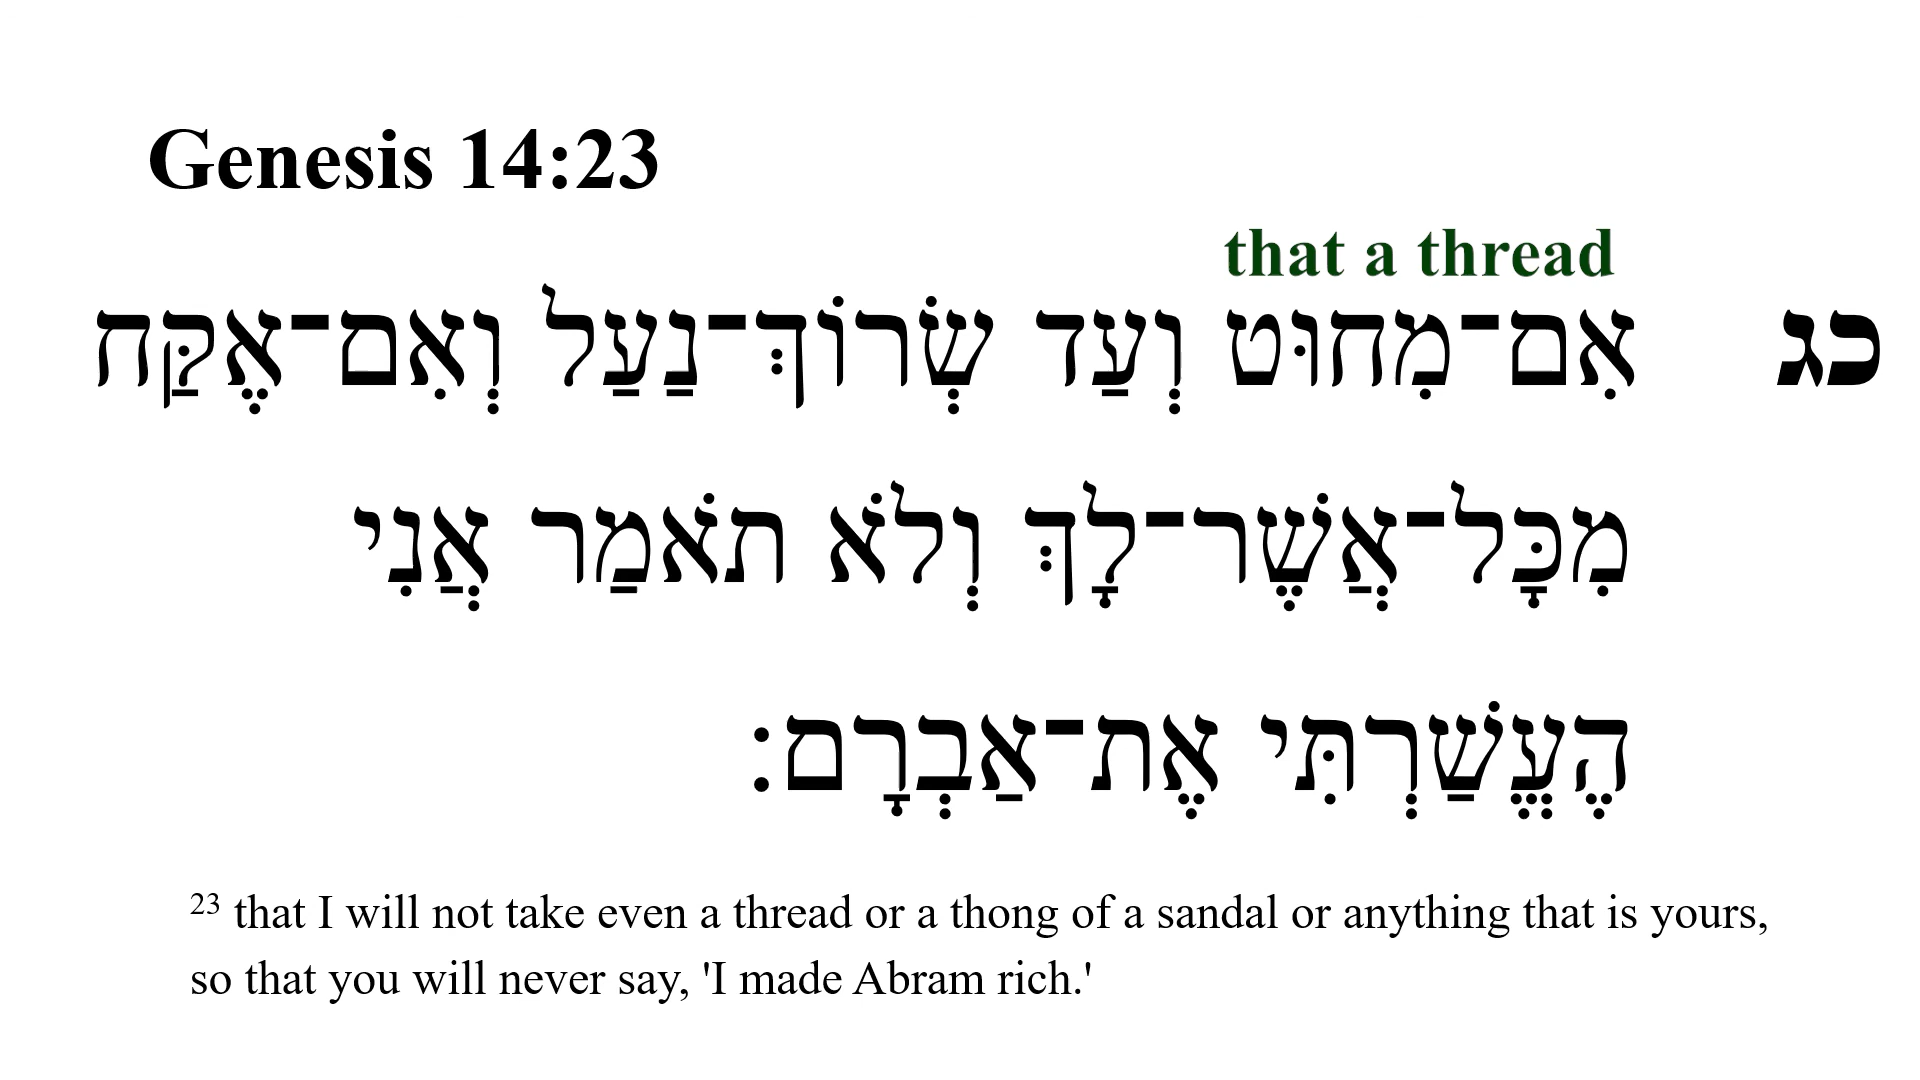 Genesis 14:23
that a thread
כג אִם־מִחוּט וְעַד שְׂרוֹךְ־נַעַל וְאִם־אֶקַּח
מִכָּל־אֲשֶׁר־לָךְ וְלֹא תֹאמַר אֲנִי
הֶעֱשַׁרְתִּי אֶת־אַבְרָם׃
23 that I will not take even a thread or a thong of a sandal or anything that is yours,
so that you will never say, 'I made Abram rich.'